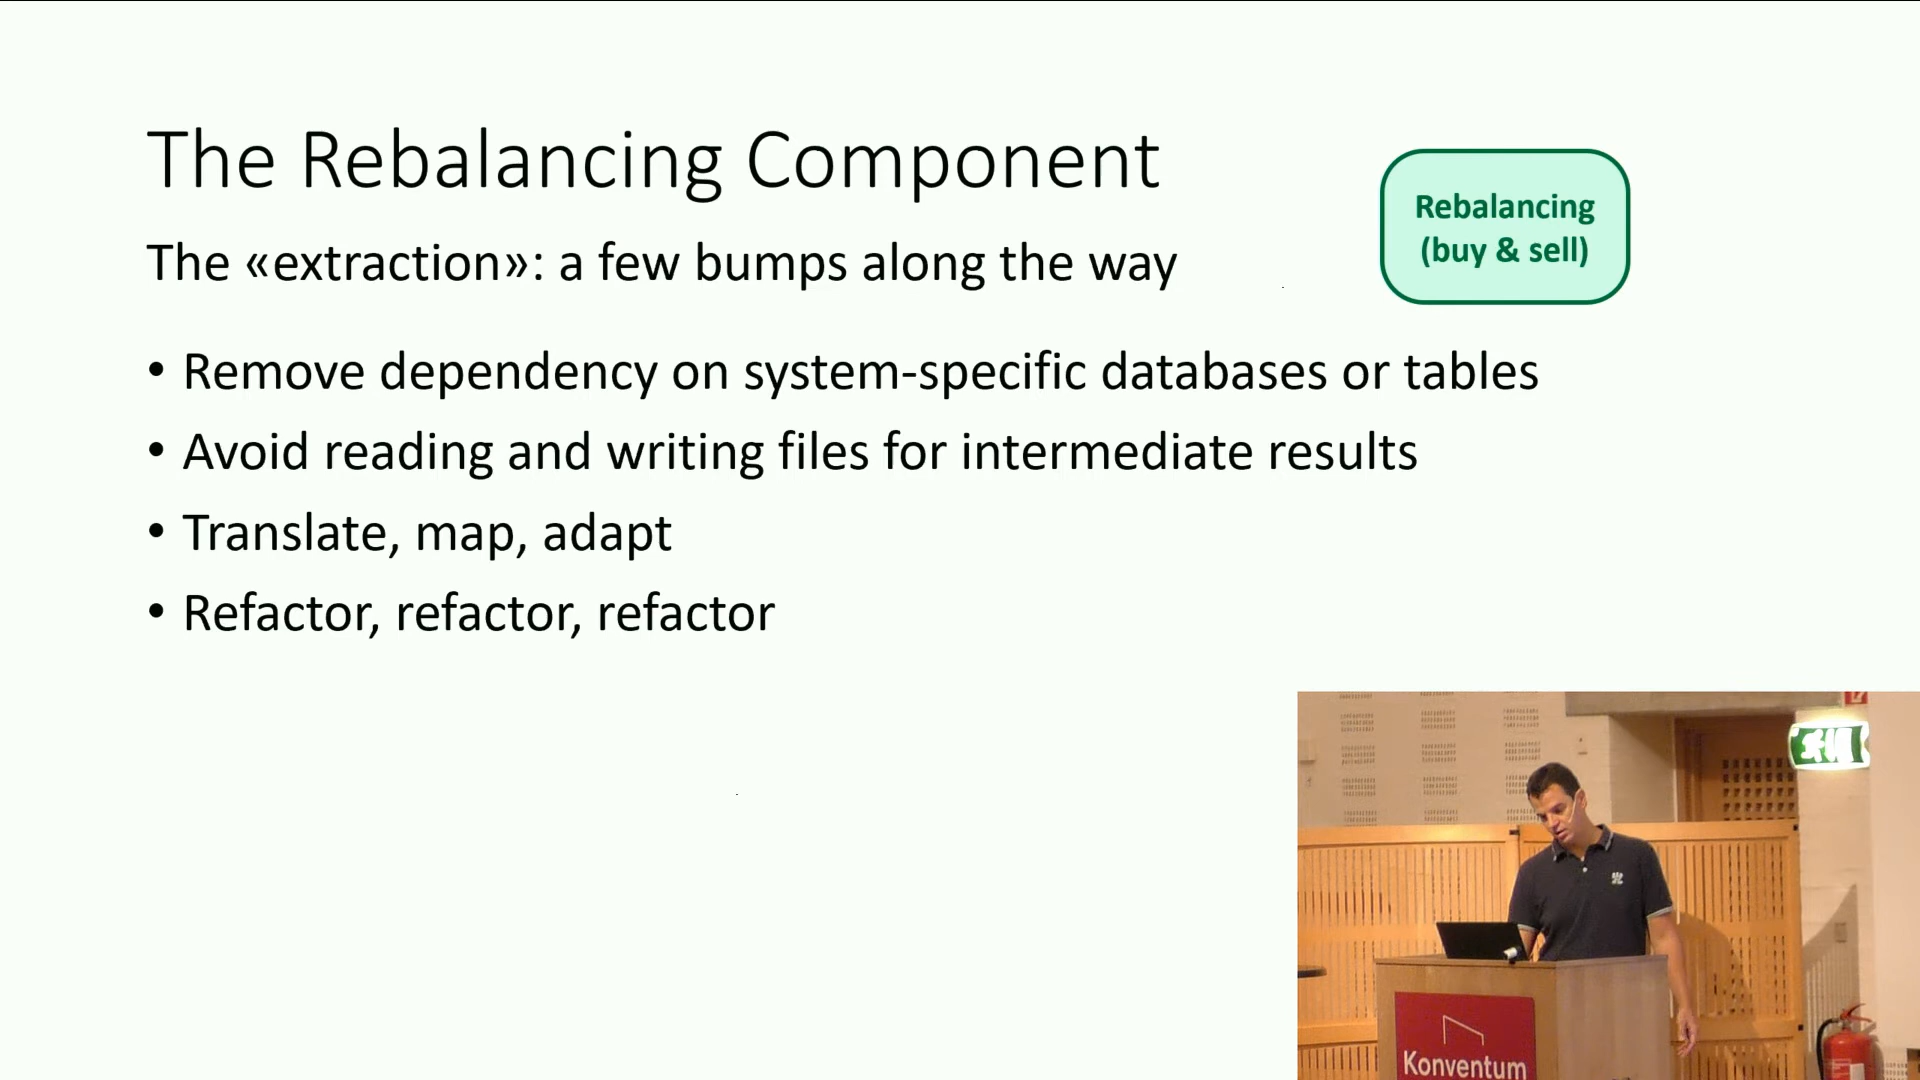 The Rebalancing Component
The «extraction»: a few bumps along the way
Rebalancing
(buy & sell)
• Remove dependency on system-specific databases or tables
• Avoid reading and writing files for intermediate results
• Translate, map, adapt
• Refactor, refactor, refactor
Konventum